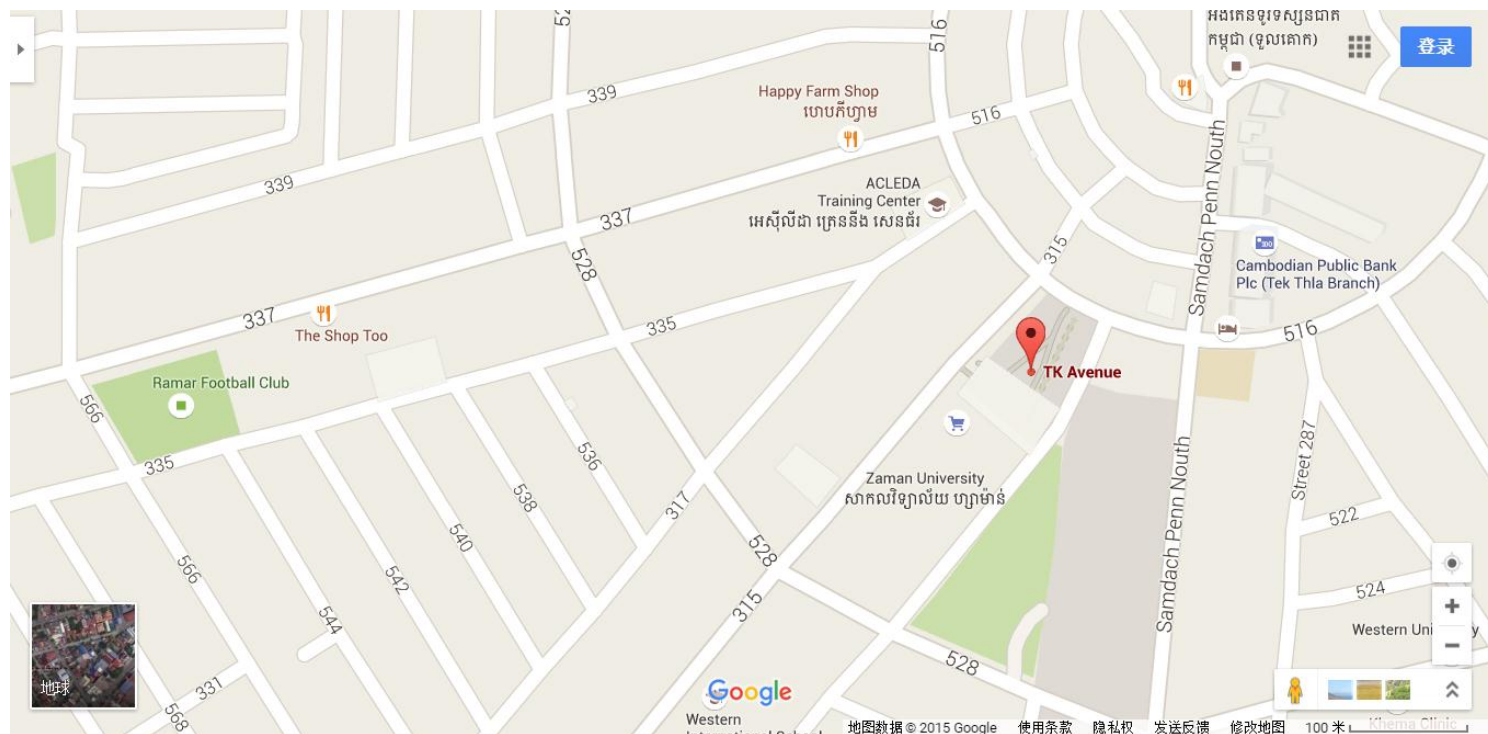 52
516
អង់តែនទូរទស្សន៍ជាតិ
កម្ពុជា (ទួលគោក)
登录
339
Happy Farm Shop
ហេបភីហ្វាម
516
Samdach Penn Nouth
339
ACLEDA
Training Center
អេស៊ីលីដា ត្រេននីង សេនធ័រ
337
528
315
Cambodian Public Bank
Plc (Tek Thla Branch)
337
The Shop Too
335
516
TK Avenue
Ramar Football Club
566
335
536
538
317
Zaman University
សាកលវិទ្យាល័យ ហ្សាម៉ាន់
Samdach Penn Nouth
Street 287
522
540
528
542
566
524
315
544
Western Uni
y
528
地球
331
568
Google
Western
地图数据 © 2015 Google 使用条款 隐私权 发送反馈 修改地图 100 米
Khema Clinic